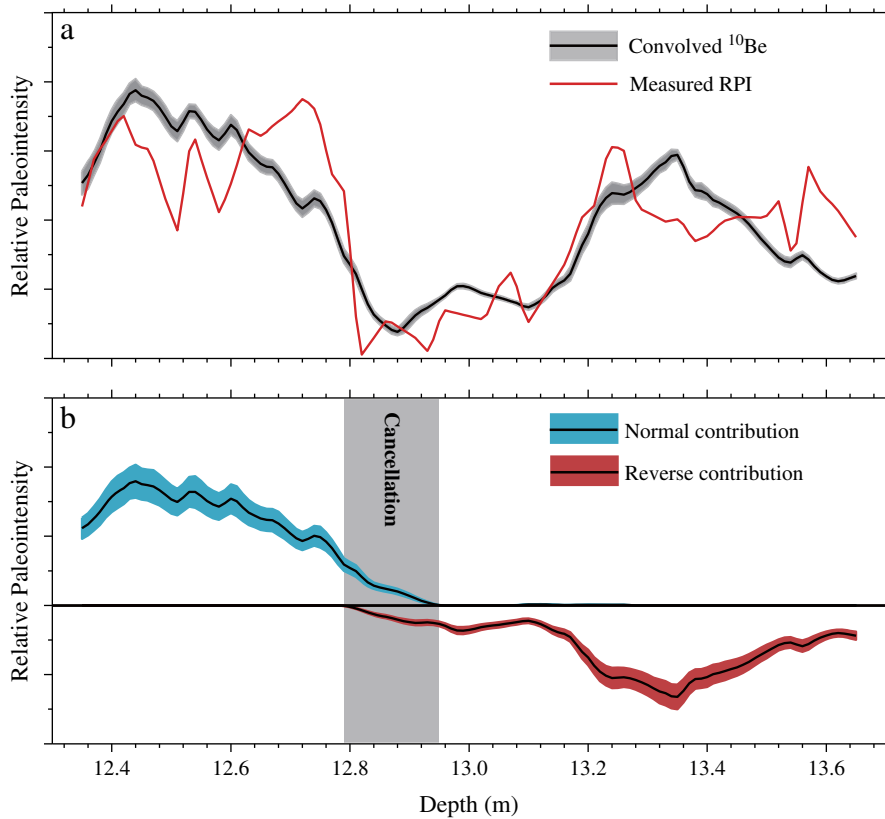 a
Convolved ¹⁰Be
Measured RPI
Relative Paleointensity
b
Cancellation
Normal contribution
Reverse contribution
Relative Paleointensity
12.4 12.6 12.8 13.0 13.2 13.4 13.6
Depth (m)